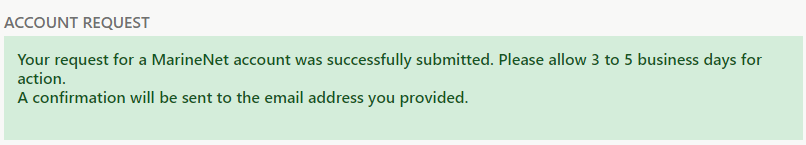 ACCOUNT REQUEST
Your request for a MarineNet account was successfully submitted. Please allow 3 to 5 business days for
action.
A confirmation will be sent to the email address you provided.